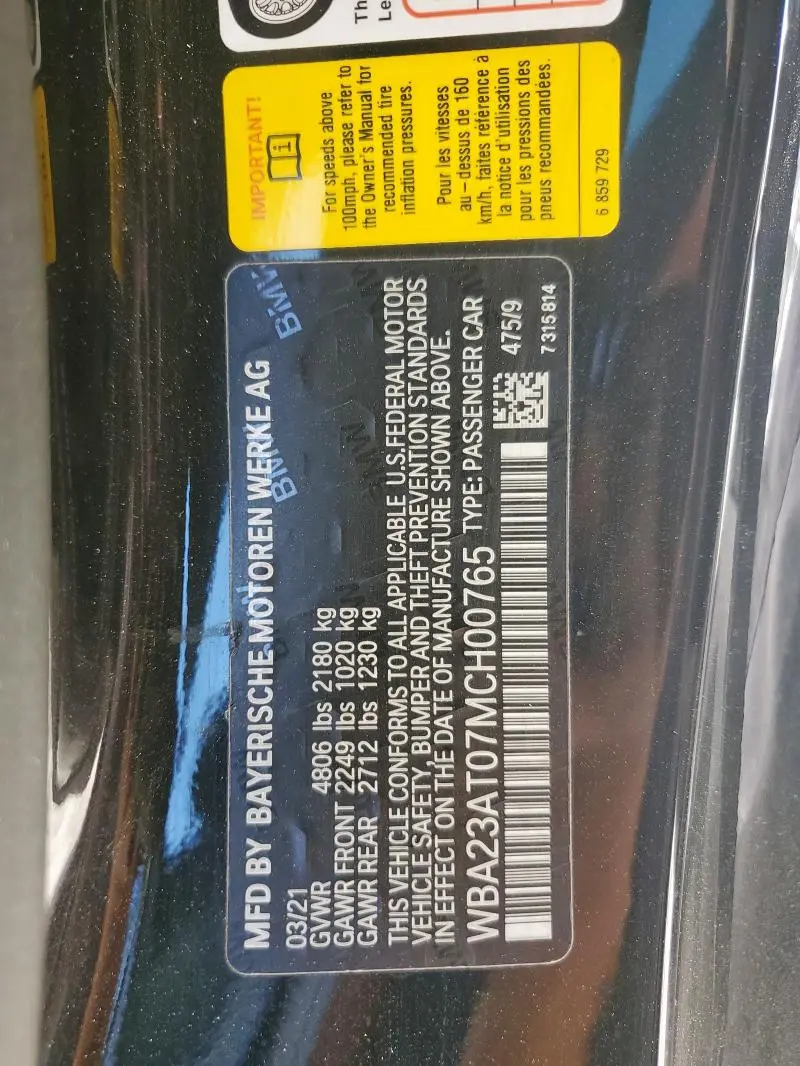 MFD BY BAYERISCHE MOTOREN WERKE AG
03/21
GVWR 4806 lbs 2180 kg
GAWR FRONT 2249 lbs 1020 kg
GAWR REAR 2712 lbs 1230 kg
THIS VEHICLE CONFORMS TO ALL APPLICABLE U.S.FEDERAL MOTOR
VEHICLE SAFETY, BUMPER AND THEFT PREVENTION STANDARDS
IN EFFECT ON THE DATE OF MANUFACTURE SHOWN ABOVE.
WBA23AT07MCH00765 TYPE: PASSENGER CAR
475/9
7 315 814
BMW
BMW
IMPORTANT!
For speeds above
100mph, please refer to
the Owner's Manual for
recommended tire
inflation pressures.
Pour les vitesses
au-dessus de 160
km/h, faites référence à
la notice d'utilisation
pour les pressions des
pneus recommandées.
6 859 729
Th
Le